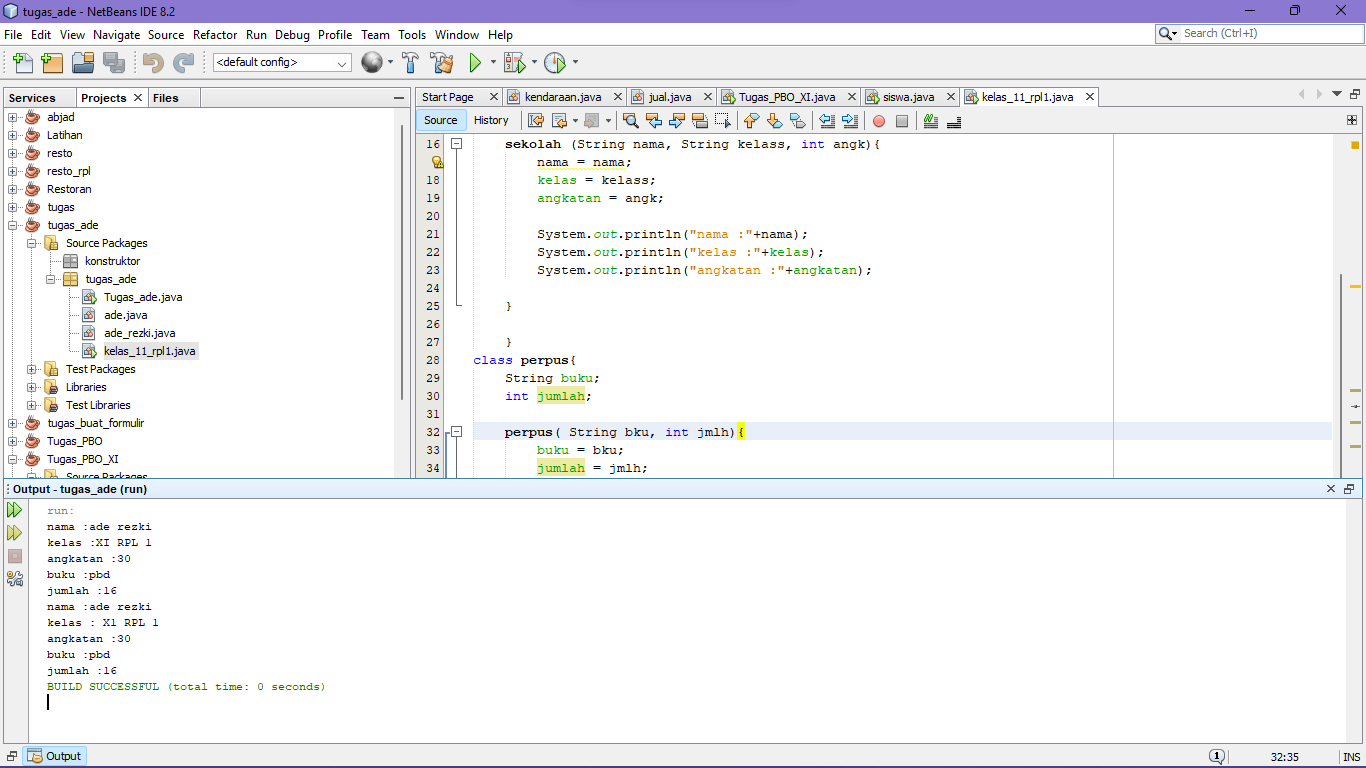 tugas_ade - NetBeans IDE 8.2
File Edit View Navigate Source Refactor Run Debug Profile Team Tools Window Help
Search (Ctrl+I)
<default config>
Services Projects Files
abjad
Latihan
resto
resto_rpl
Restoran
tugas
tugas_ade
Source Packages
konstruktor
tugas_ade
Tugas_ade.java
ade.java
ade_rezki.java
kelas_11_rpl1.java
Test Packages
Libraries
Test Libraries
tugas_buat_formulir
Tugas_PBO
Tugas_PBO_XI
Source Packages
Start Page kendaraan.java jual.java Tugas_PBO_XI.java siswa.java kelas_11_rpl1.java
Source History
16 sekolah (String nama, String kelass, int angk){
nama = nama;
18 kelas = kelass;
19 angkatan = angk;
20
21 System.out.println("nama :"+nama);
22 System.out.println("kelas :"+kelas);
23 System.out.println("angkatan :"+angkatan);
24
25 }
26
27 }
28 class perpus{
29 String buku;
30 int jumlah;
31
32 perpus( String bku, int jmlh){
33 buku = bku;
34 jumlah = jmlh;
Output - tugas_ade (run)
run:
nama :ade rezki
kelas :XI RPL 1
angkatan :30
buku :pbd
jumlah :16
nama :ade rezki
kelas : X1 RPL 1
angkatan :30
buku :pbd
jumlah :16
BUILD SUCCESSFUL (total time: 0 seconds)
Output
1
32:35
INS